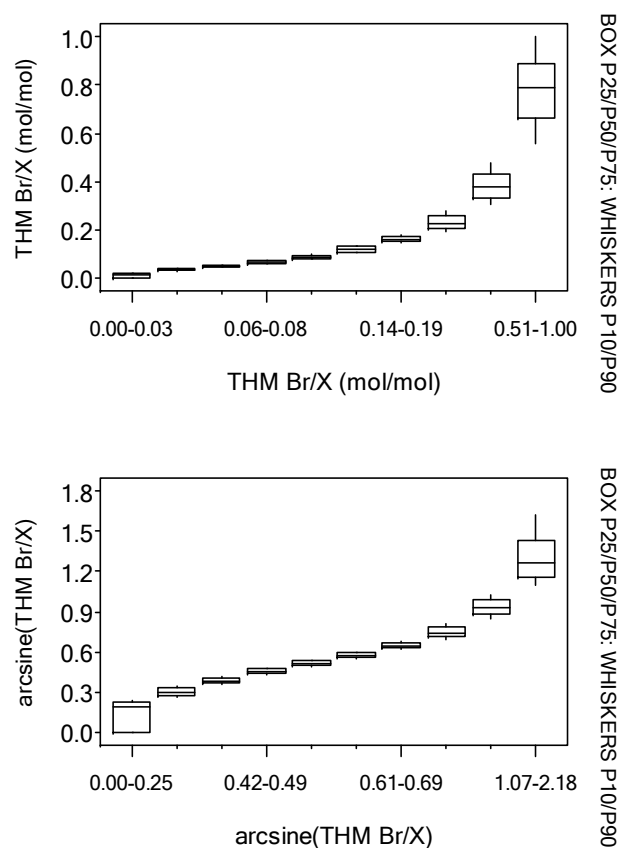 THM Br/X (mol/mol)
1.0
0.8
0.6
0.4
0.2
0.0
0.00-0.03 0.06-0.08 0.14-0.19 0.51-1.00
THM Br/X (mol/mol)
BOX P25/P50/P75: WHISKERS P10/P90
arcsine(THM Br/X)
1.8
1.5
1.2
0.9
0.6
0.3
0.0
0.00-0.25 0.42-0.49 0.61-0.69 1.07-2.18
arcsine(THM Br/X)
BOX P25/P50/P75: WHISKERS P10/P90